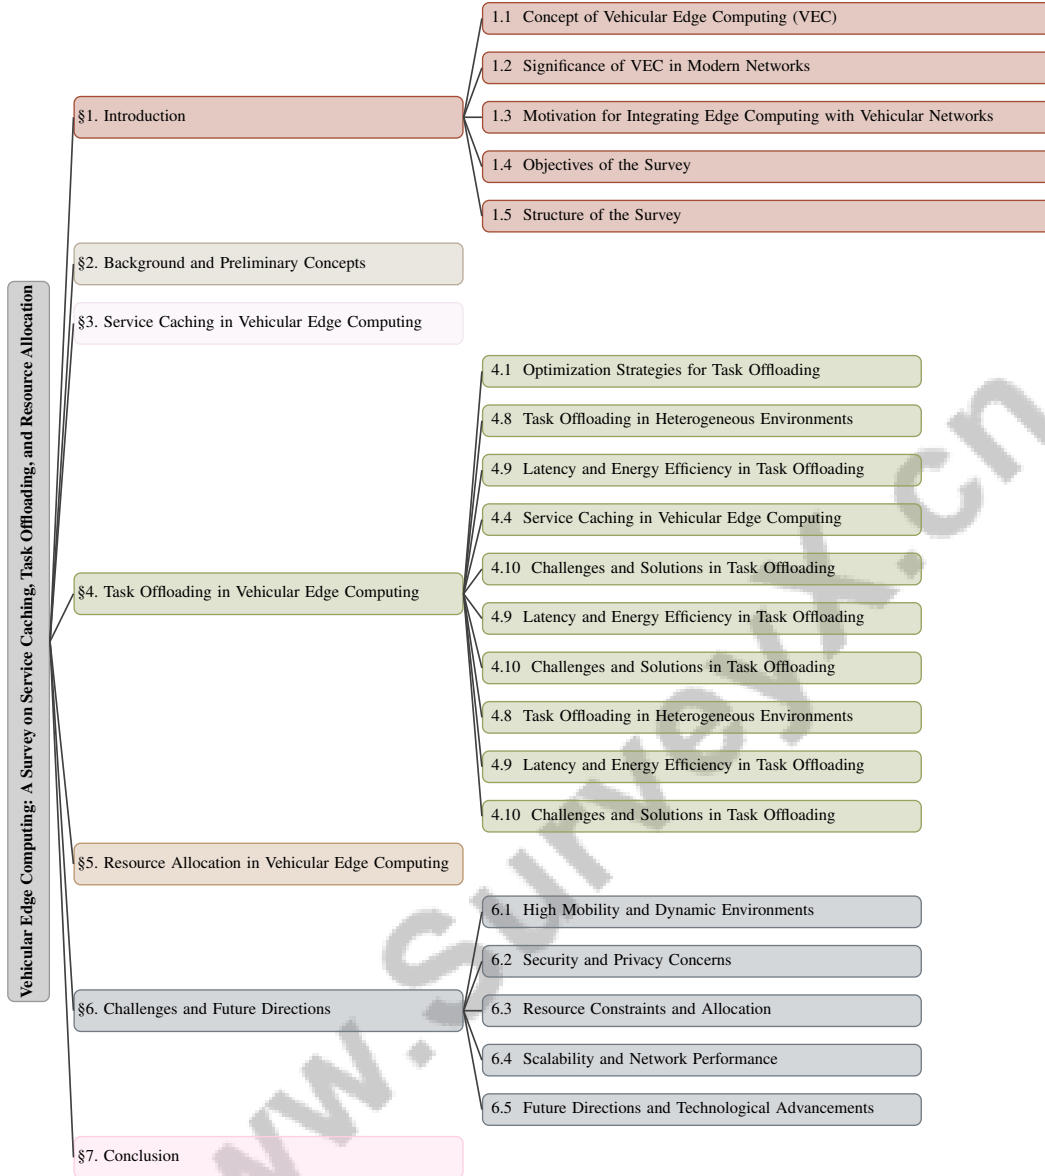 Vehicular Edge Computing: A Survey on Service Caching, Task Offloading, and Resource Allocation
§1. Introduction
1.1 Concept of Vehicular Edge Computing (VEC)
1.2 Significance of VEC in Modern Networks
1.3 Motivation for Integrating Edge Computing with Vehicular Networks
1.4 Objectives of the Survey
1.5 Structure of the Survey
§2. Background and Preliminary Concepts
§3. Service Caching in Vehicular Edge Computing
§4. Task Offloading in Vehicular Edge Computing
4.1 Optimization Strategies for Task Offloading
4.8 Task Offloading in Heterogeneous Environments
4.9 Latency and Energy Efficiency in Task Offloading
4.4 Service Caching in Vehicular Edge Computing
4.10 Challenges and Solutions in Task Offloading
4.9 Latency and Energy Efficiency in Task Offloading
4.10 Challenges and Solutions in Task Offloading
4.8 Task Offloading in Heterogeneous Environments
4.9 Latency and Energy Efficiency in Task Offloading
4.10 Challenges and Solutions in Task Offloading
§5. Resource Allocation in Vehicular Edge Computing
§6. Challenges and Future Directions
6.1 High Mobility and Dynamic Environments
6.2 Security and Privacy Concerns
6.3 Resource Constraints and Allocation
6.4 Scalability and Network Performance
6.5 Future Directions and Technological Advancements
§7. Conclusion
www.SurveyX.cn